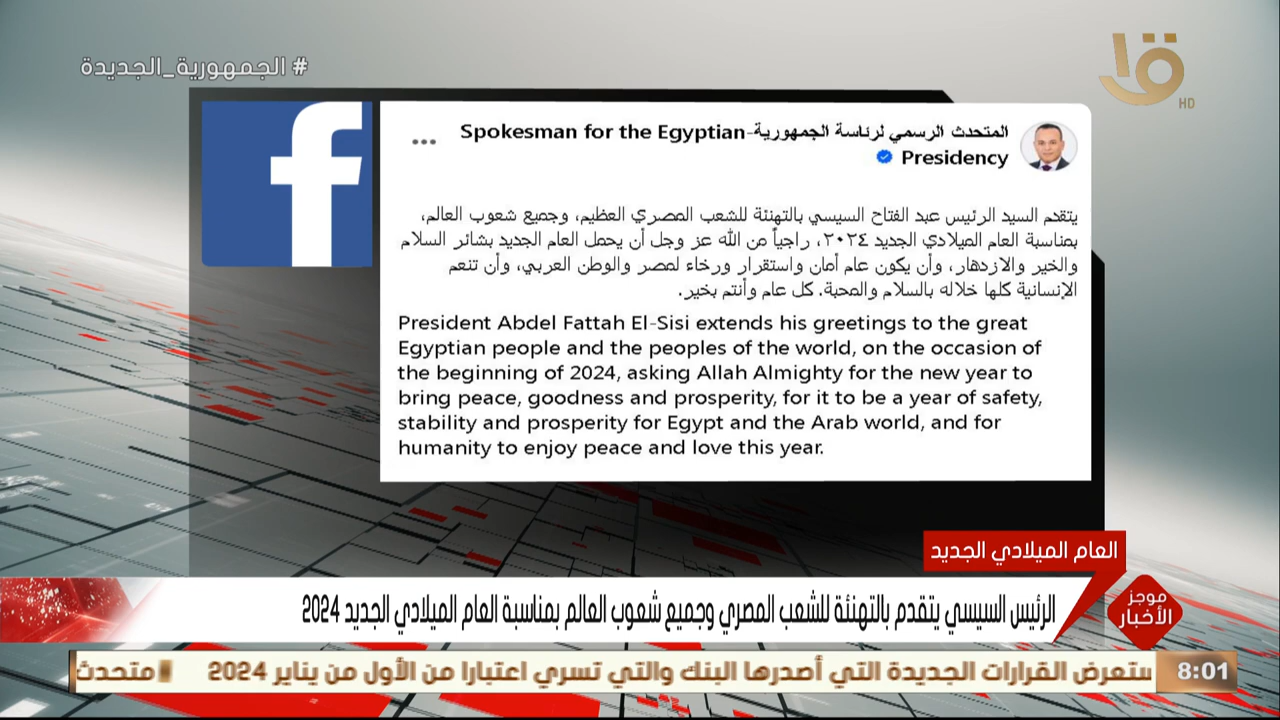 # الجمهورية_الجديدة
HD
المتحدث الرسمي لرئاسة الجمهورية-Spokesman for the Egyptian
Presidency
يتقدم السيد الرئيس عبد الفتاح السيسي بالتهنئة للشعب المصري العظيم، وجميع شعوب العالم،
بمناسبة العام الميلادي الجديد ٢٠٢٤، راجياً من الله عز وجل أن يحمل العام الجديد بشائر السلام
والخير والازدهار، وأن يكون عام أمان واستقرار ورخاء لمصر والوطن العربي، وأن تنعم
الإنسانية كلها خلاله بالسلام والمحبة. كل عام وأنتم بخير.
President Abdel Fattah El-Sisi extends his greetings to the great
Egyptian people and the peoples of the world, on the occasion of
the beginning of 2024, asking Allah Almighty for the new year to
bring peace, goodness and prosperity, for it to be a year of safety,
stability and prosperity for Egypt and the Arab world, and for
humanity to enjoy peace and love this year.
العام الميلادي الجديد
موجز
الأخبار
الرئيس السيسي يتقدم بالتهنئة للشعب المصري وجميع شعوب العالم بمناسبة العام الميلادي الجديد 2024
8:01
ستعرض القرارات الجديدة التي أصدرها البنك والتي تسري اعتبارا من الأول من يناير 2024 متحدث